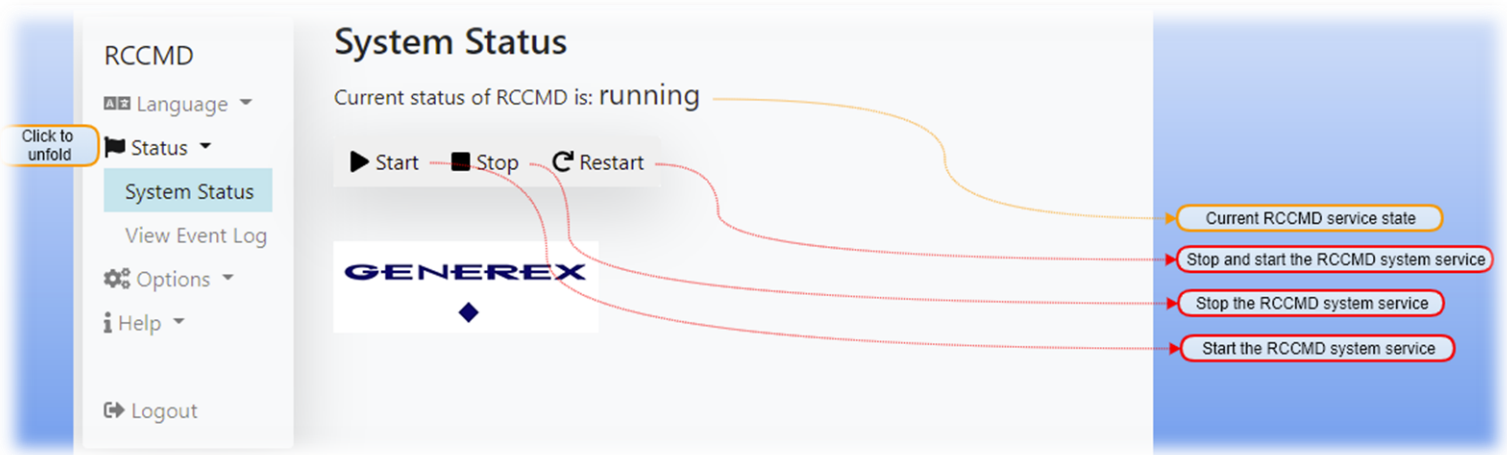 RCCMD
Language
Click to
unfold
Status
System Status
View Event Log
Options
Help
Logout
System Status
Current status of RCCMD is: running
Start Stop Restart
GENEREX
Current RCCMD service state
Stop and start the RCCMD system service
Stop the RCCMD system service
Start the RCCMD system service